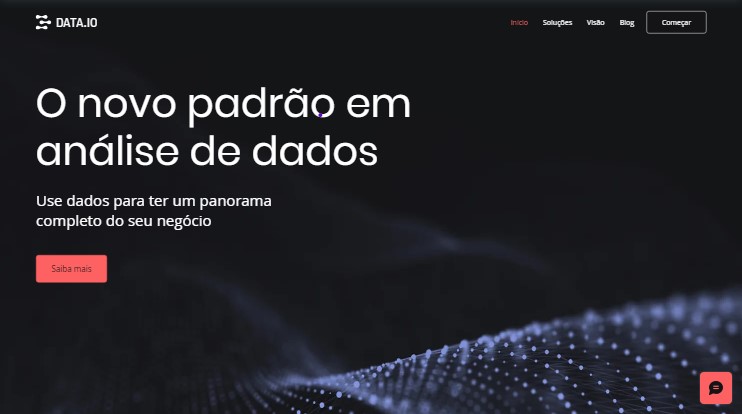 DATA.IO
Início
Soluções
Visão
Blog
Começar
O novo padrão em
análise de dados
Use dados para ter um panorama
completo do seu negócio
Saiba mais